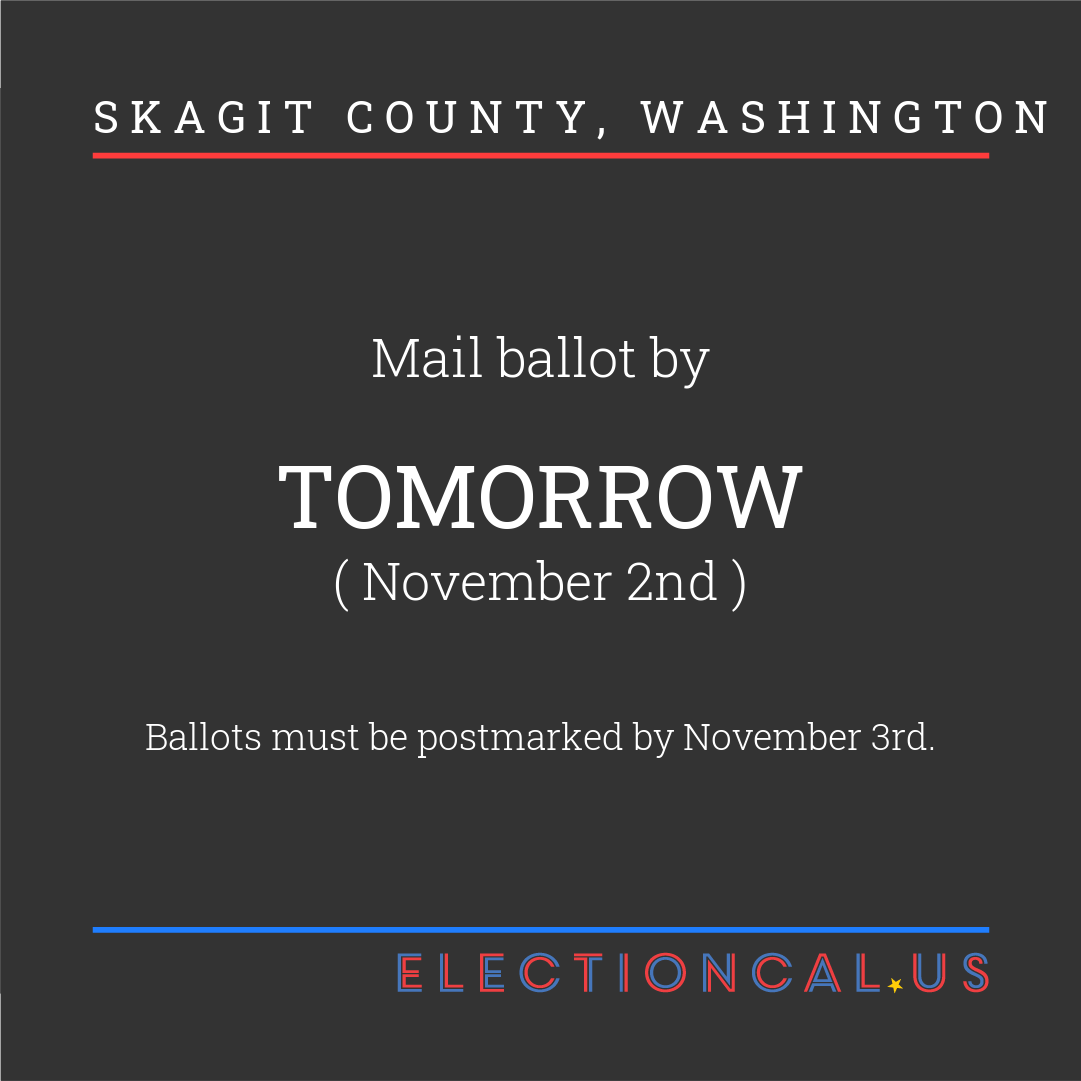 SKAGIT COUNTY, WASHINGTON
Mail ballot by
TOMORROW
( November 2nd )
Ballots must be postmarked by November 3rd.
ELECTIONCAL.US